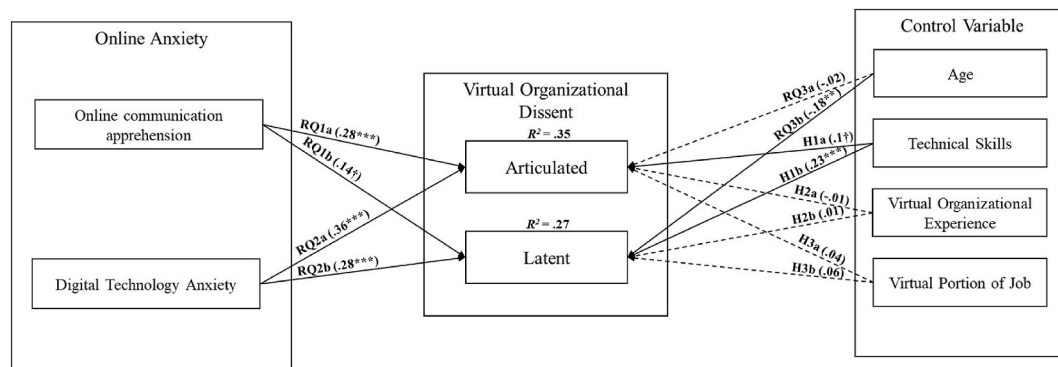 Online Anxiety
Online communication
apprehension
Digital Technology Anxiety
RQ1a (.28***)
RQ1b (.14†)
RQ2a (.36***)
RQ2b (.28***)
Virtual Organizational
Dissent
R² = .35
Articulated
R² = .27
Latent
RQ3a (-.02)
RQ3b (-.18**)
H1a (.1†)
H1b (.23***)
H2a (-.01)
H2b (.01)
H3a (.04)
H3b (.06)
Control Variable
Age
Technical Skills
Virtual Organizational
Experience
Virtual Portion of Job